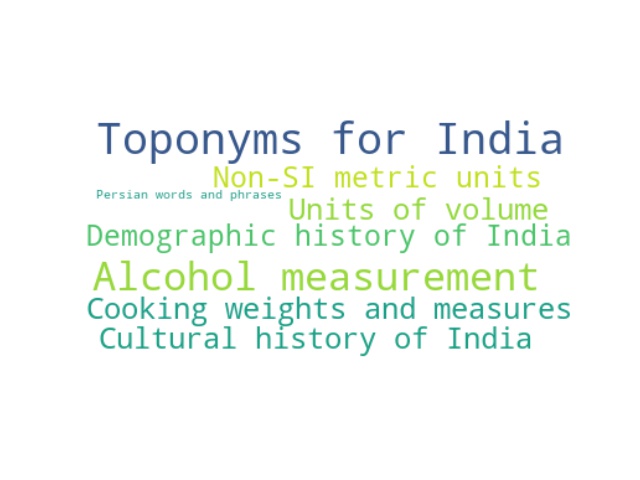 Toponyms for India
Non-SI metric units
Persian words and phrases
Units of volume
Demographic history of India
Alcohol measurement
Cooking weights and measures
Cultural history of India